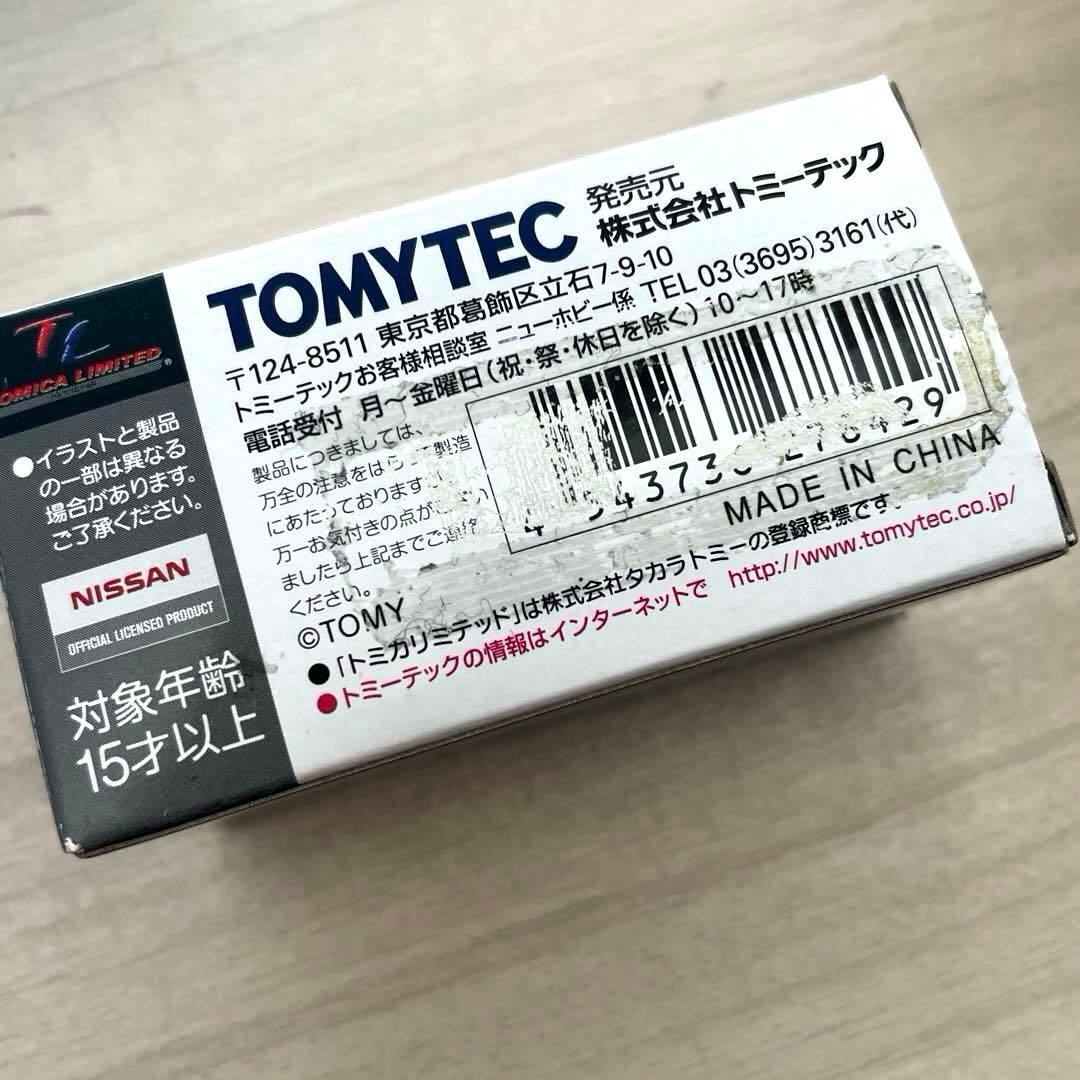 TOMYTEC
発売元
株式会社トミーテック
〒124-8511 東京都葛飾区立石7-9-10
トミーテックお客様相談室 ニューホビー係 TEL 03(3695)3161(代)
電話受付 月~金曜日(祝・祭・休日を除く)10~17時
製品につきましては、
万全の注意をはら 製造
にあたっております
万一お気付きの点が
ましたら上記までご連絡
ください。
MADE IN CHINA
©TOMY
●「トミカリミテッド」は株式会社タカラトミーの登録商標です.
●トミーテックの情報はインターネットで http://www.tomytec.co.jp/
TL
TOMICA LIMITED®
●イラストと製品
の一部は異なる
場合があります。
ご了承ください。
NISSAN
OFFICIAL LICENSED PRODUCT
対象年齢
15才以上